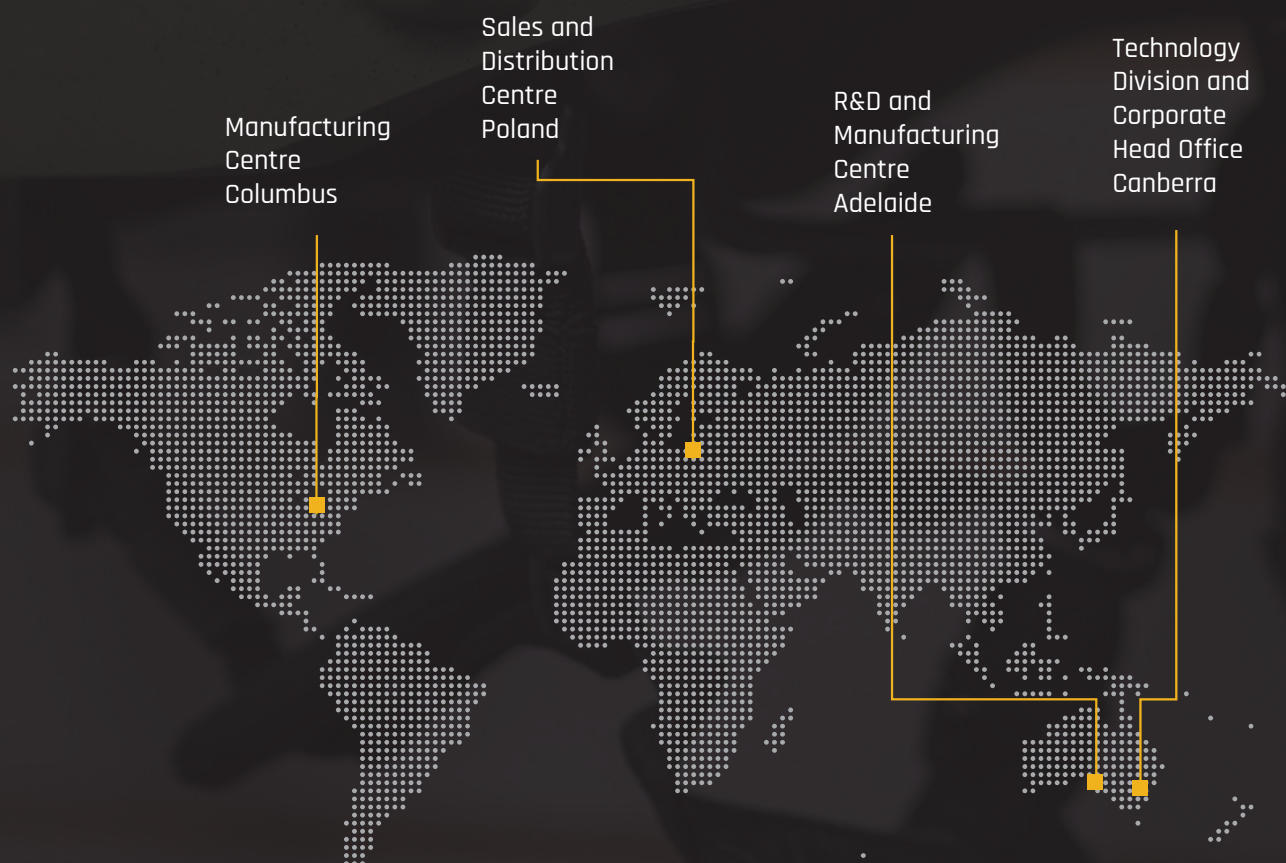 Sales and
Distribution
Centre
Poland
Manufacturing
Centre
Columbus
R&D and
Manufacturing
Centre
Adelaide
Technology
Division and
Corporate
Head Office
Canberra